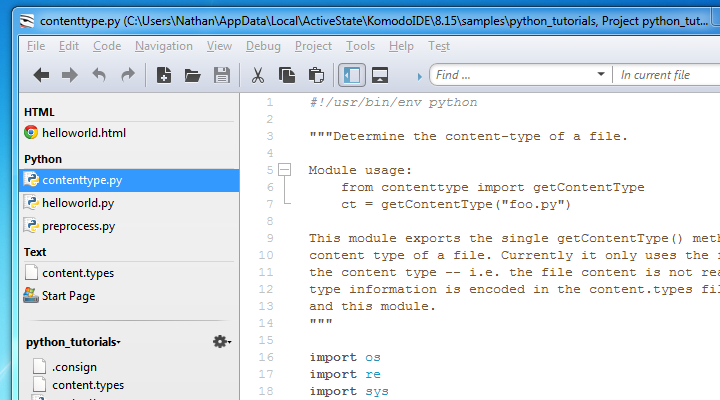 contenttype.py (C:\Users\Nathan\AppData\Local\ActiveState\KomodoIDE\8.15\samples\python_tutorials, Project python_tut...
File Edit Code Navigation View Debug Project Tools Help Test
Find ... In current file
HTML
helloworld.html
Python
contenttype.py
helloworld.py
preprocess.py
Text
content.types
Start Page
python_tutorials
.consign
content.types
1 #!/usr/bin/env python
2
3 """Determine the content-type of a file.
4
5 Module usage:
6 from contenttype import getContentType
7 ct = getContentType("foo.py")
8
9 This module exports the single getContentType() meth
10 content type of a file. Currently it only uses the
11 the content type -- i.e. the file content is not rea
12 type information is encoded in the content.types fil
13 and this module.
14 """
15
16 import os
17 import re
18 import sys